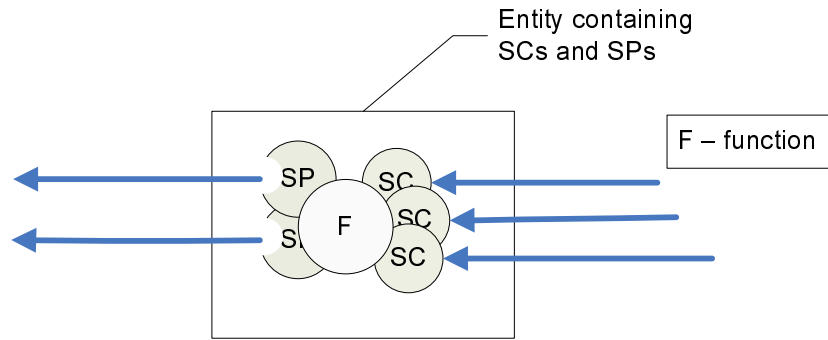 Entity containing
SCs and SPs
F – function
SP
SC
SC
F
SC